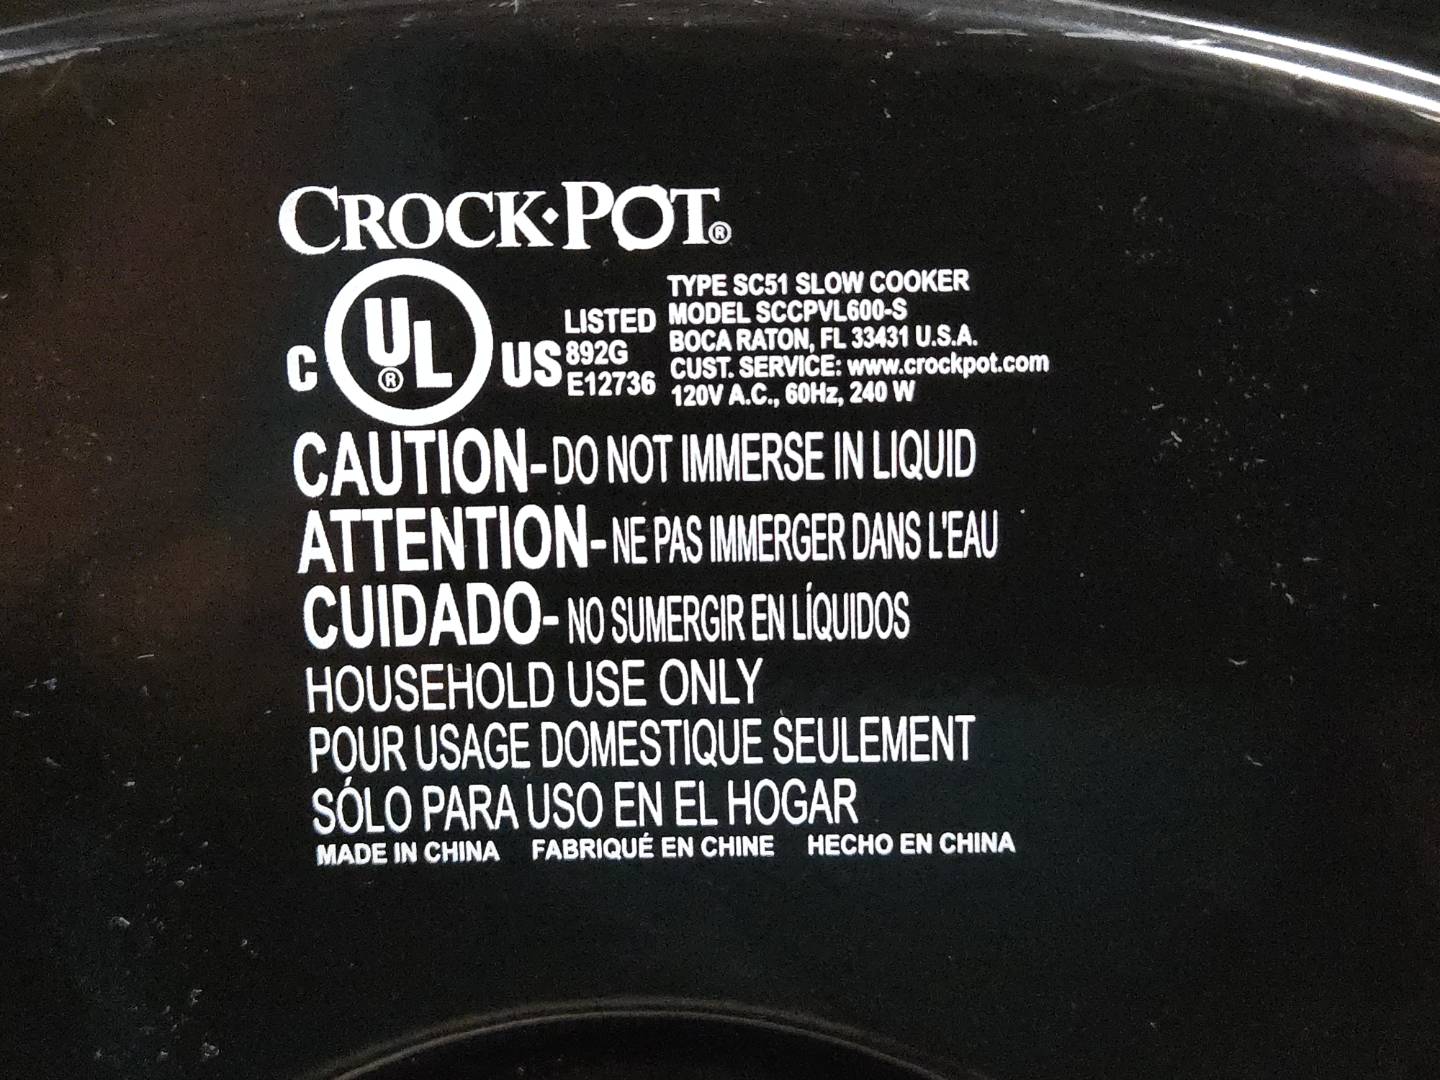 CROCK·POT®
C UL® US
LISTED
892G
E12736
TYPE SC51 SLOW COOKER
MODEL SCCPVL600-S
BOCA RATON, FL 33431 U.S.A.
CUST. SERVICE: www.crockpot.com
120V A.C., 60Hz, 240 W
CAUTION- DO NOT IMMERSE IN LIQUID
ATTENTION- NE PAS IMMERGER DANS L'EAU
CUIDADO- NO SUMERGIR EN LÍQUIDOS
HOUSEHOLD USE ONLY
POUR USAGE DOMESTIQUE SEULEMENT
SÓLO PARA USO EN EL HOGAR
MADE IN CHINA FABRIQUÉ EN CHINE HECHO EN CHINA